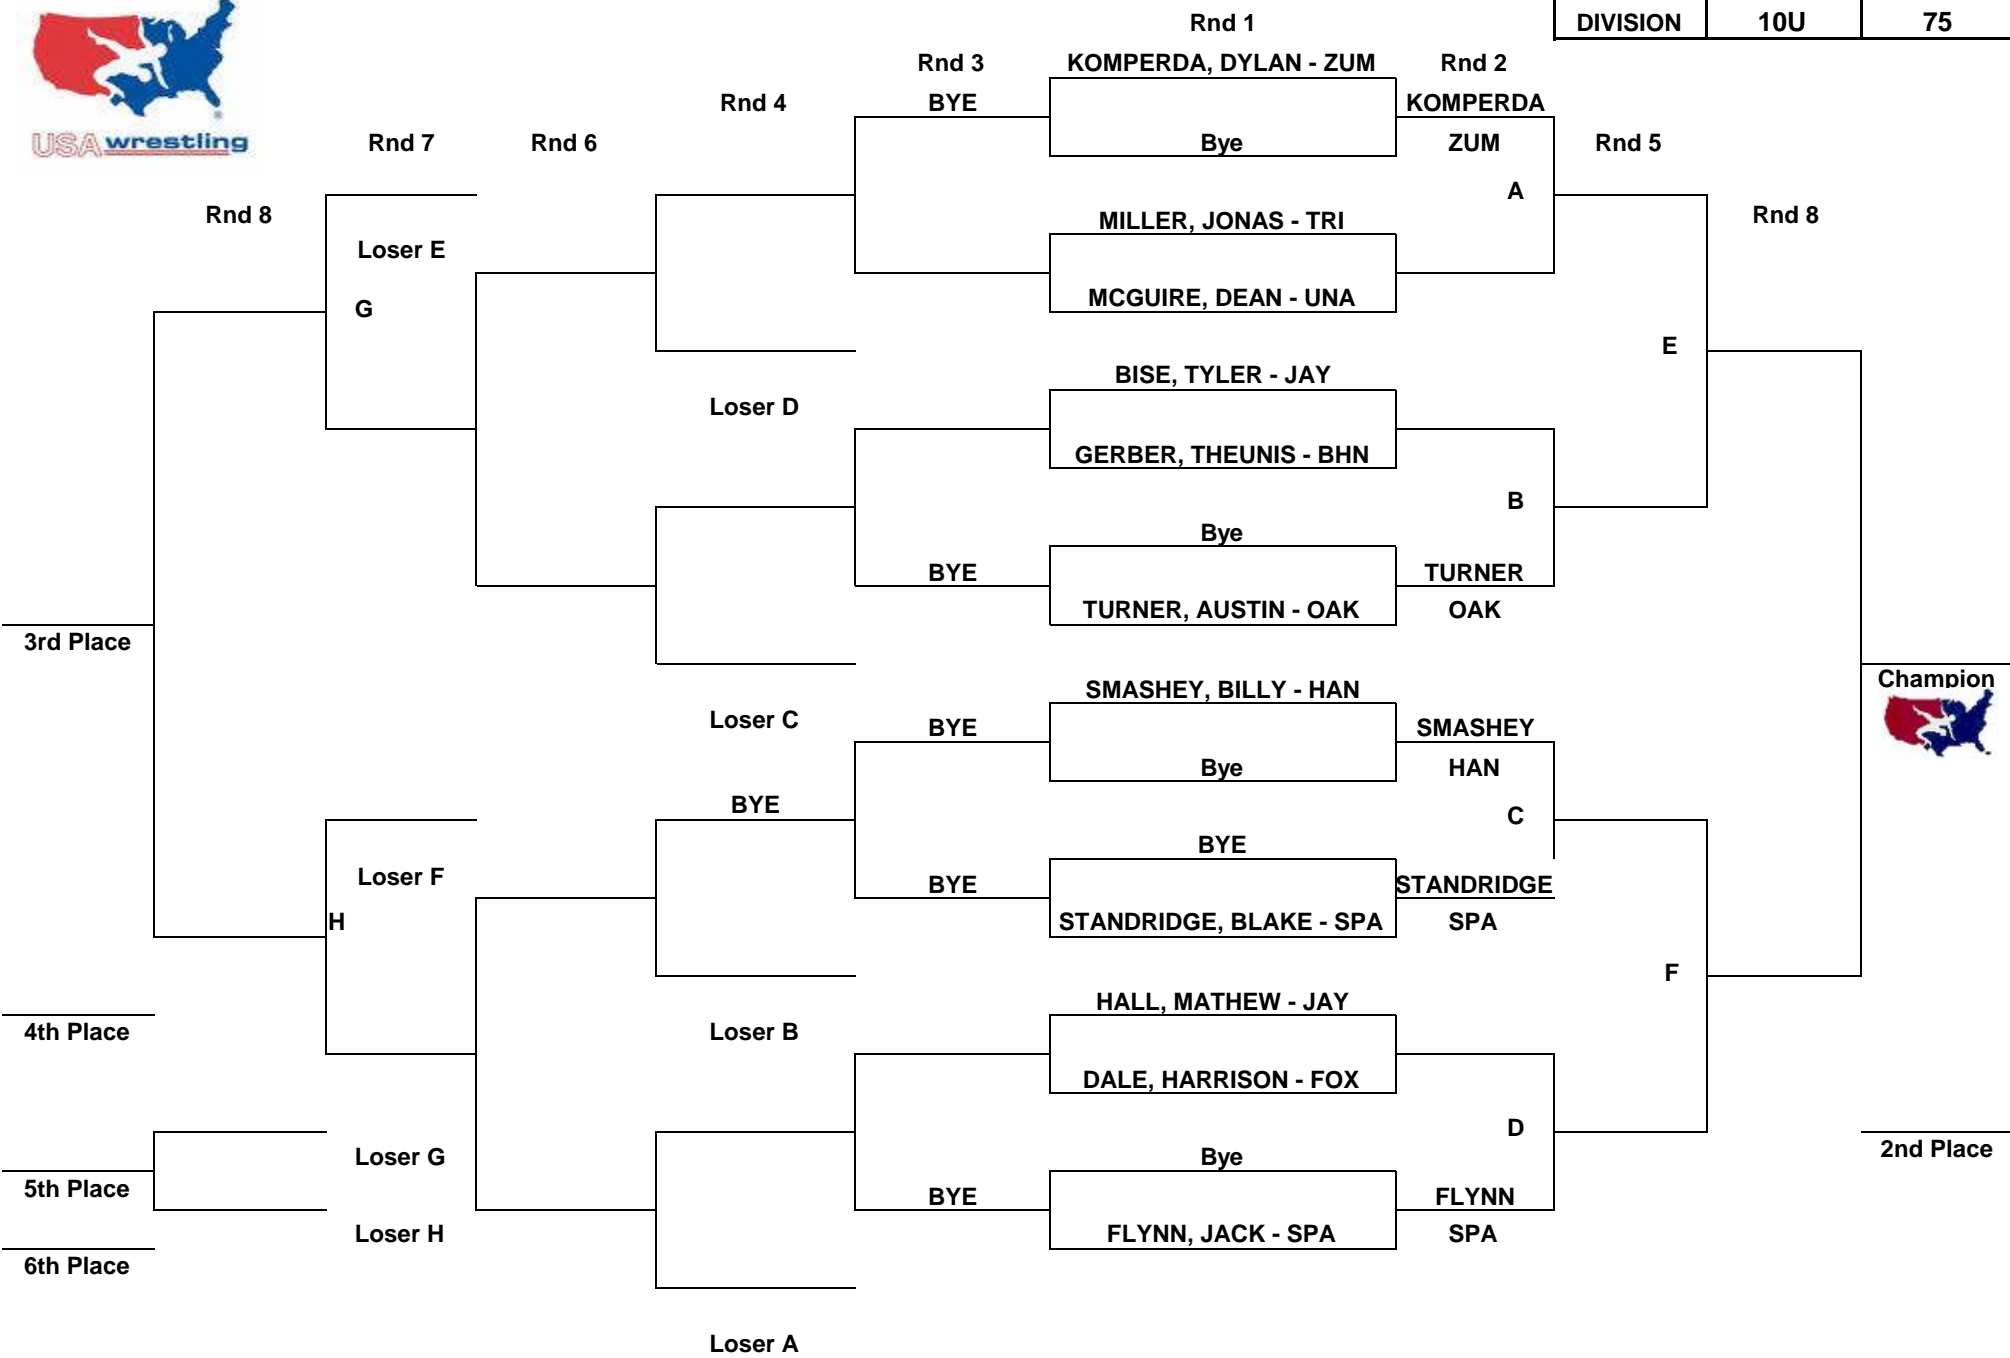 Rnd 1
DIVISION 10U 75
Rnd 3 KOMPERDA, DYLAN - ZUM Rnd 2
Rnd 4 BYE KOMPERDA
USA wrestling Rnd 7 Rnd 6 Bye ZUM Rnd 5
A
Rnd 8 MILLER, JONAS - TRI Rnd 8
Loser E
G MCGUIRE, DEAN - UNA
E
BISE, TYLER - JAY
Loser D
GERBER, THEUNIS - BHN
B
Bye
BYE TURNER
TURNER, AUSTIN - OAK OAK
3rd Place
SMASHEY, BILLY - HAN Champion
Loser C BYE SMASHEY
Bye HAN
BYE C
BYE
Loser F BYE STANDRIDGE
H STANDRIDGE, BLAKE - SPA SPA
F
HALL, MATHEW - JAY
4th Place Loser B
DALE, HARRISON - FOX
D
Loser G Bye 2nd Place
5th Place BYE FLYNN
Loser H FLYNN, JACK - SPA SPA
6th Place
Loser A